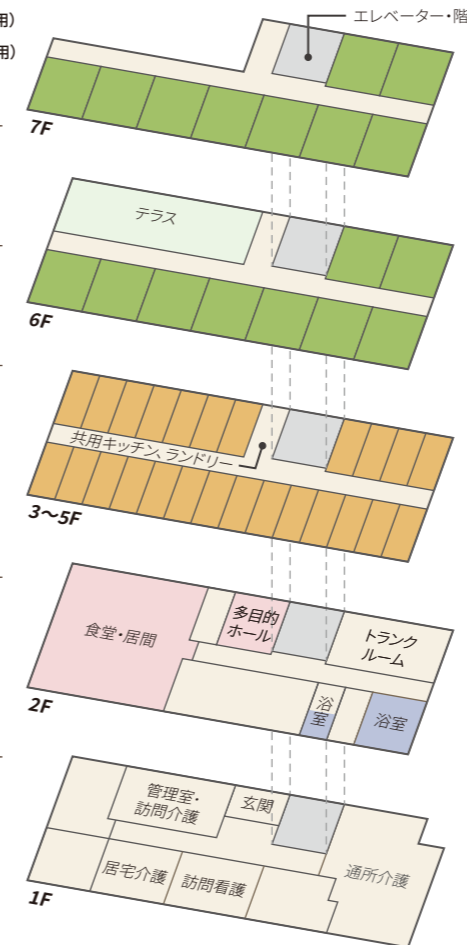 用)
用)
エレベーター・階
7F
テラス
6F
共用キッチン、ランドリー
3〜5F
食堂・居間
多目的
ホール
トランク
ルーム
浴室
浴室
2F
管理室・
訪問介護
玄関
居宅介護
訪問看護
通所介護
1F